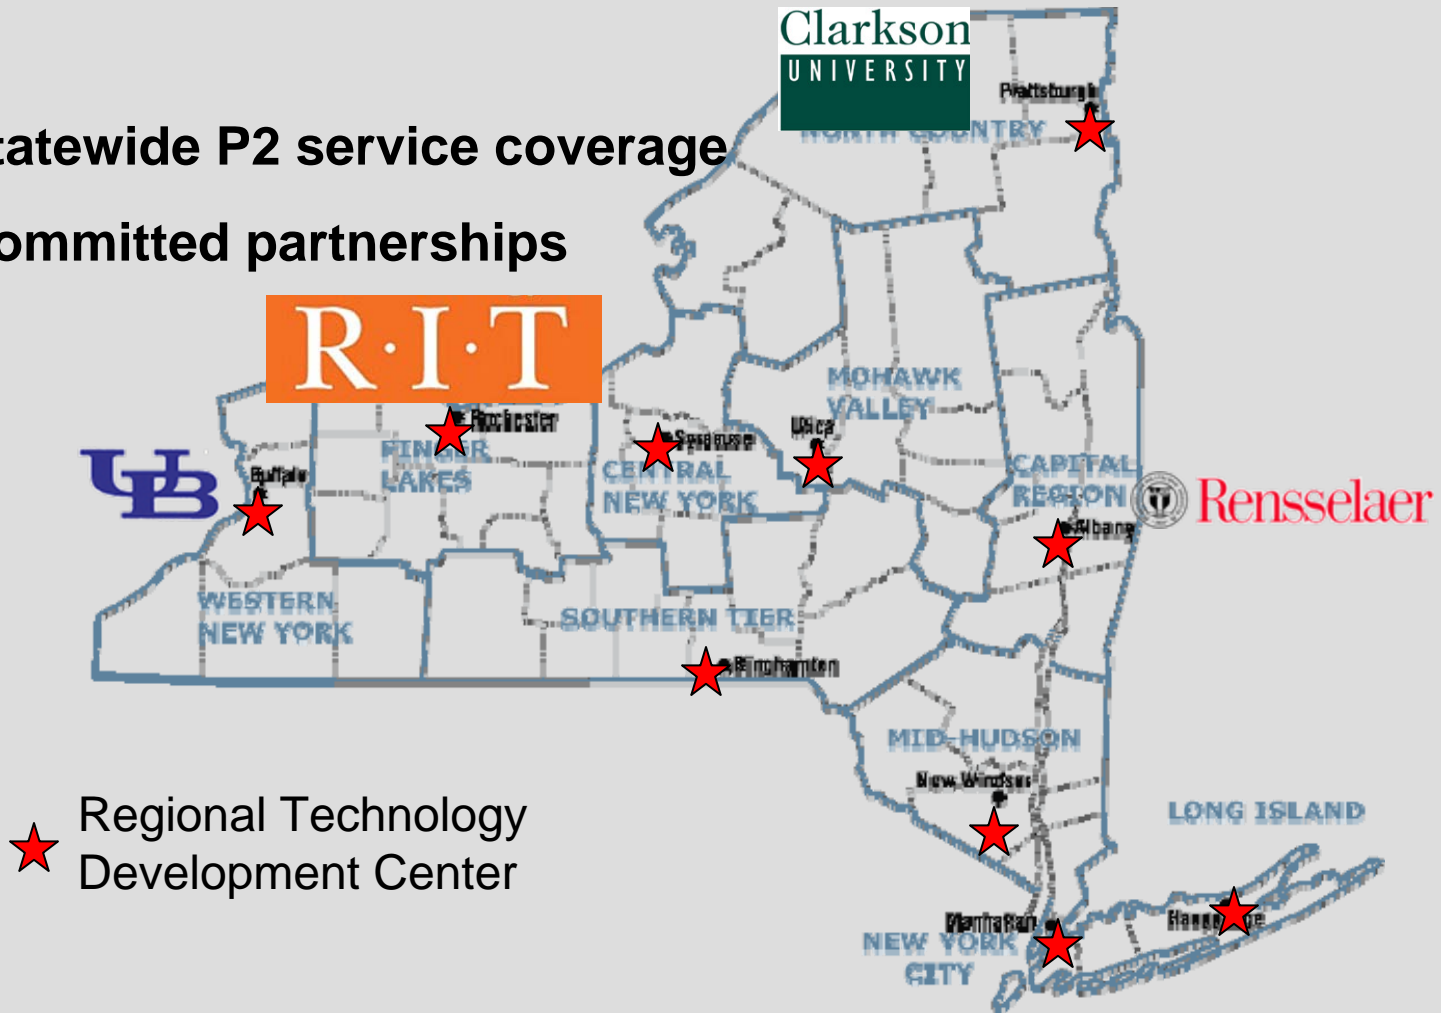 Clarkson
UNIVERSITY
Plattsburgh
NORTH COUNTRY
tatewide P2 service coverage
ommitted partnerships
R·I·T
MOHAWK
VALLEY
Utica
Rochester
Syracuse
FINGER
LAKES
CENTRAL
NEW YORK
CAPITAL
REGION
Rensselaer
UB
Buffalo
Albany
WESTERN
NEW YORK
SOUTHERN TIER
Binghamton
MID-HUDSON
New Windsor
LONG ISLAND
Regional Technology
Development Center
Manhattan
NEW YORK
CITY